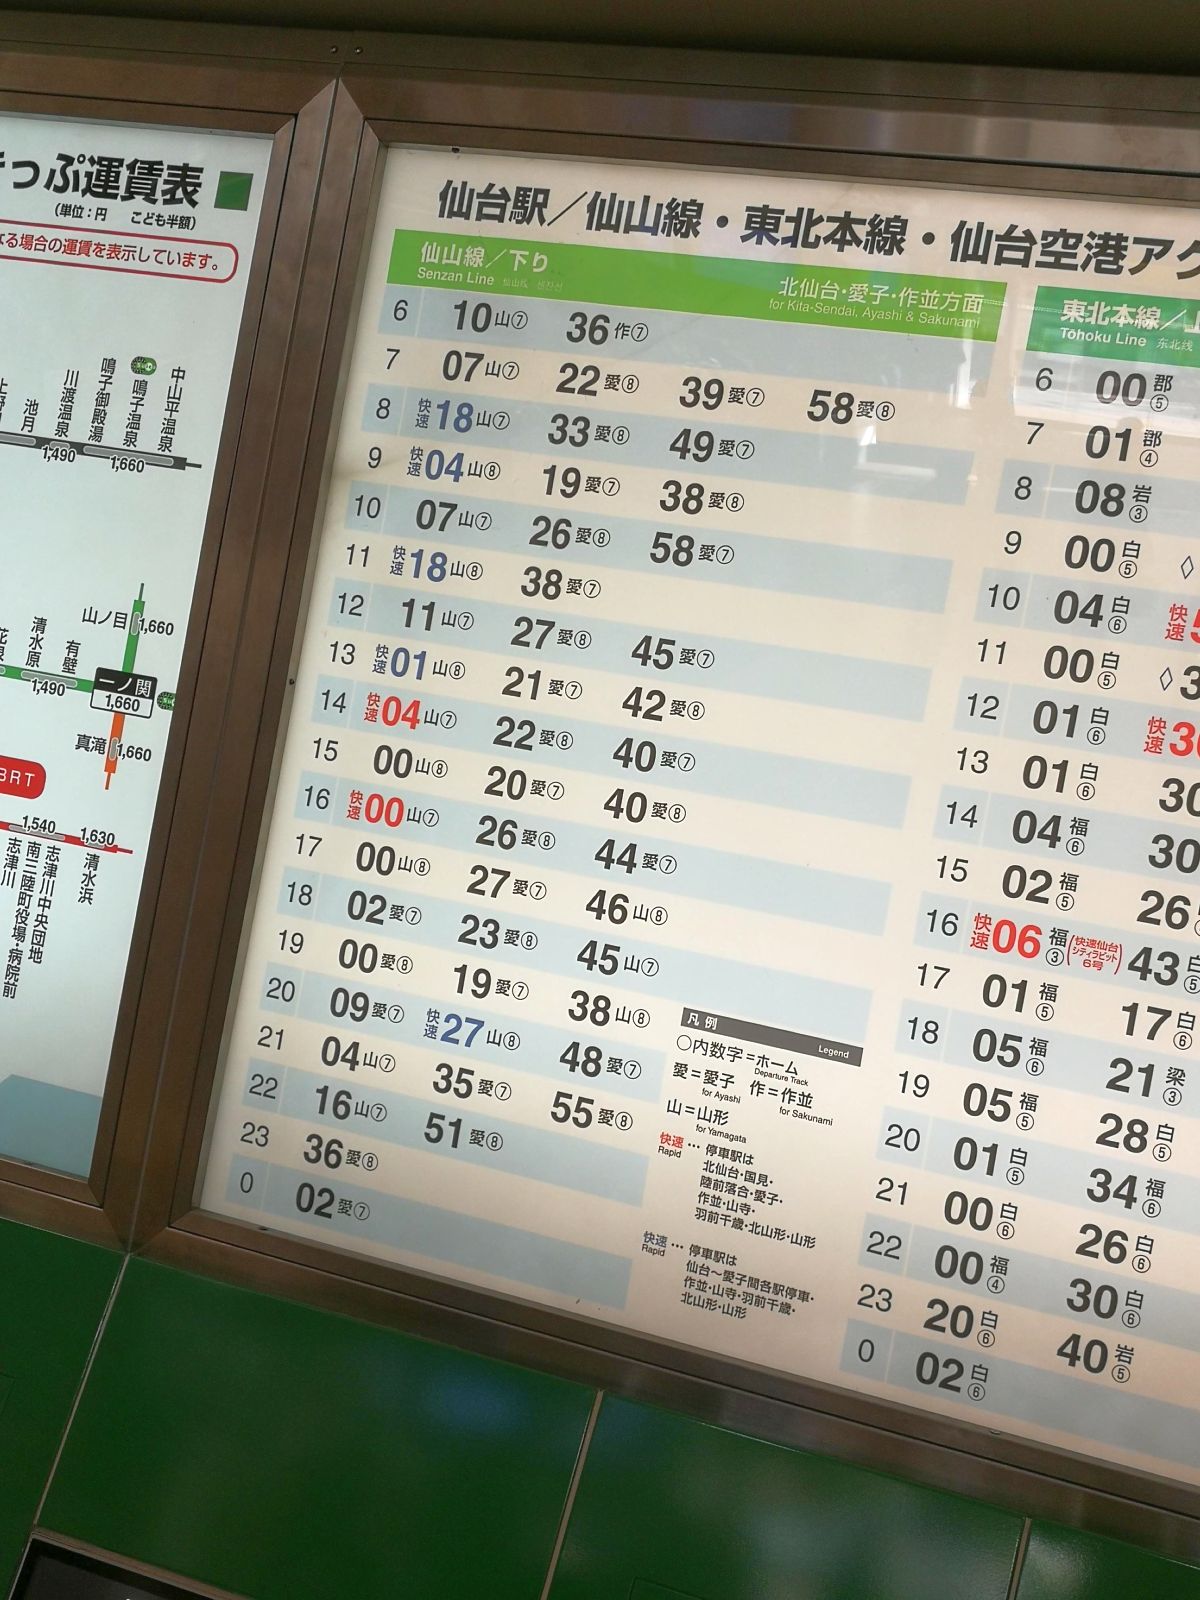 っぷ運賃表
(単位：円　こども半額)
る場合の運賃を表示しています。
池月
川渡温泉
鳴子御殿湯
鳴子温泉
中山平温泉
1,490
1,660
清水原
有壁
1,490
山ノ目
1,660
一ノ関
1,660
真滝
1,660
BRT
1,540
1,630
志津川
南三陸町役場・病院前
志津川中央団地
清水浜
仙台駅／仙山線・東北本線・仙台空港アク
仙山線／下り
Senzan Line 仙山线 센잔선
北仙台・愛子・作並方面
for Kita-Sendai, Ayashi & Sakunami
6 10山⑦ 36作⑦
7 07山⑦ 22愛⑧ 39愛⑦ 58愛⑧
8 快速18山⑦ 33愛⑧ 49愛⑦
9 快速04山⑧ 19愛⑦ 38愛⑧
10 07山⑦ 26愛⑧ 58愛⑦
11 快速18山⑧ 38愛⑦
12 11山⑦ 27愛⑧ 45愛⑦
13 快速01山⑧ 21愛⑦ 42愛⑧
14 快速04山⑦ 22愛⑧ 40愛⑦
15 00山⑧ 20愛⑦ 40愛⑧
16 快速00山⑦ 26愛⑧ 44愛⑦
17 00山⑧ 27愛⑦ 46山⑧
18 02愛⑦ 23愛⑧ 45山⑦
19 00愛⑧ 19愛⑦ 38山⑧
20 09愛⑦ 快速27山⑧ 48愛⑦
21 04山⑦ 35愛⑦ 55愛⑧
22 16山⑦ 51愛⑧
23 36愛⑧
0 02愛⑦
凡例 Legend
○内数字＝ホーム
Departure Track
愛＝愛子 作＝作並
for Ayashi for Sakunami
山＝山形
for Yamagata
快速…停車駅は
Rapid
北仙台・国見・
陸前落合・愛子・
作並・山寺・
羽前千歳・北山形・山形
快速…停車駅は
Rapid
仙台～愛子間各駅停車・
作並・山寺・羽前千歳・
北山形・山形
東北本線／上
Tōhoku Line 东北线
6 00郡⑤
7 01郡④
8 08岩③
9 00白⑤ ◇
10 04白⑥ 快速5
11 00白⑤ ◇3
12 01白⑥ 快速30
13 01白⑥ 30
14 04福⑥ 30
15 02福⑤ 26
16 快速06福③(快速仙台シティラビット6号) 43白⑤
17 01福⑤ 17白⑥
18 05福⑥ 21梁③
19 05福⑤ 28白⑤
20 01白⑤ 34福⑥
21 00白⑥ 26白⑥
22 00福④ 30白⑥
23 20白⑥ 40岩⑤
0 02白⑥